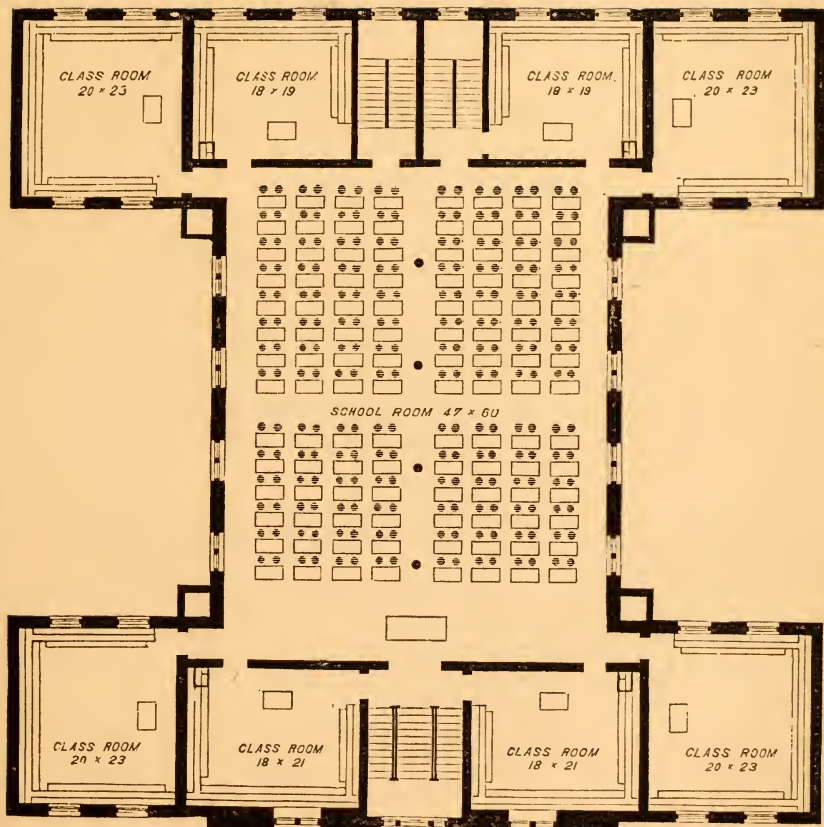 CLASS ROOM
20 × 23
CLASS ROOM
18 × 19
CLASS ROOM.
18 × 19
CLASS ROOM
20 × 23
SCHOOL ROOM 47 × 60
CLASS ROOM
20 × 23
CLASS ROOM
18 × 21
CLASS ROOM
18 × 21
CLASS ROOM
20 × 23